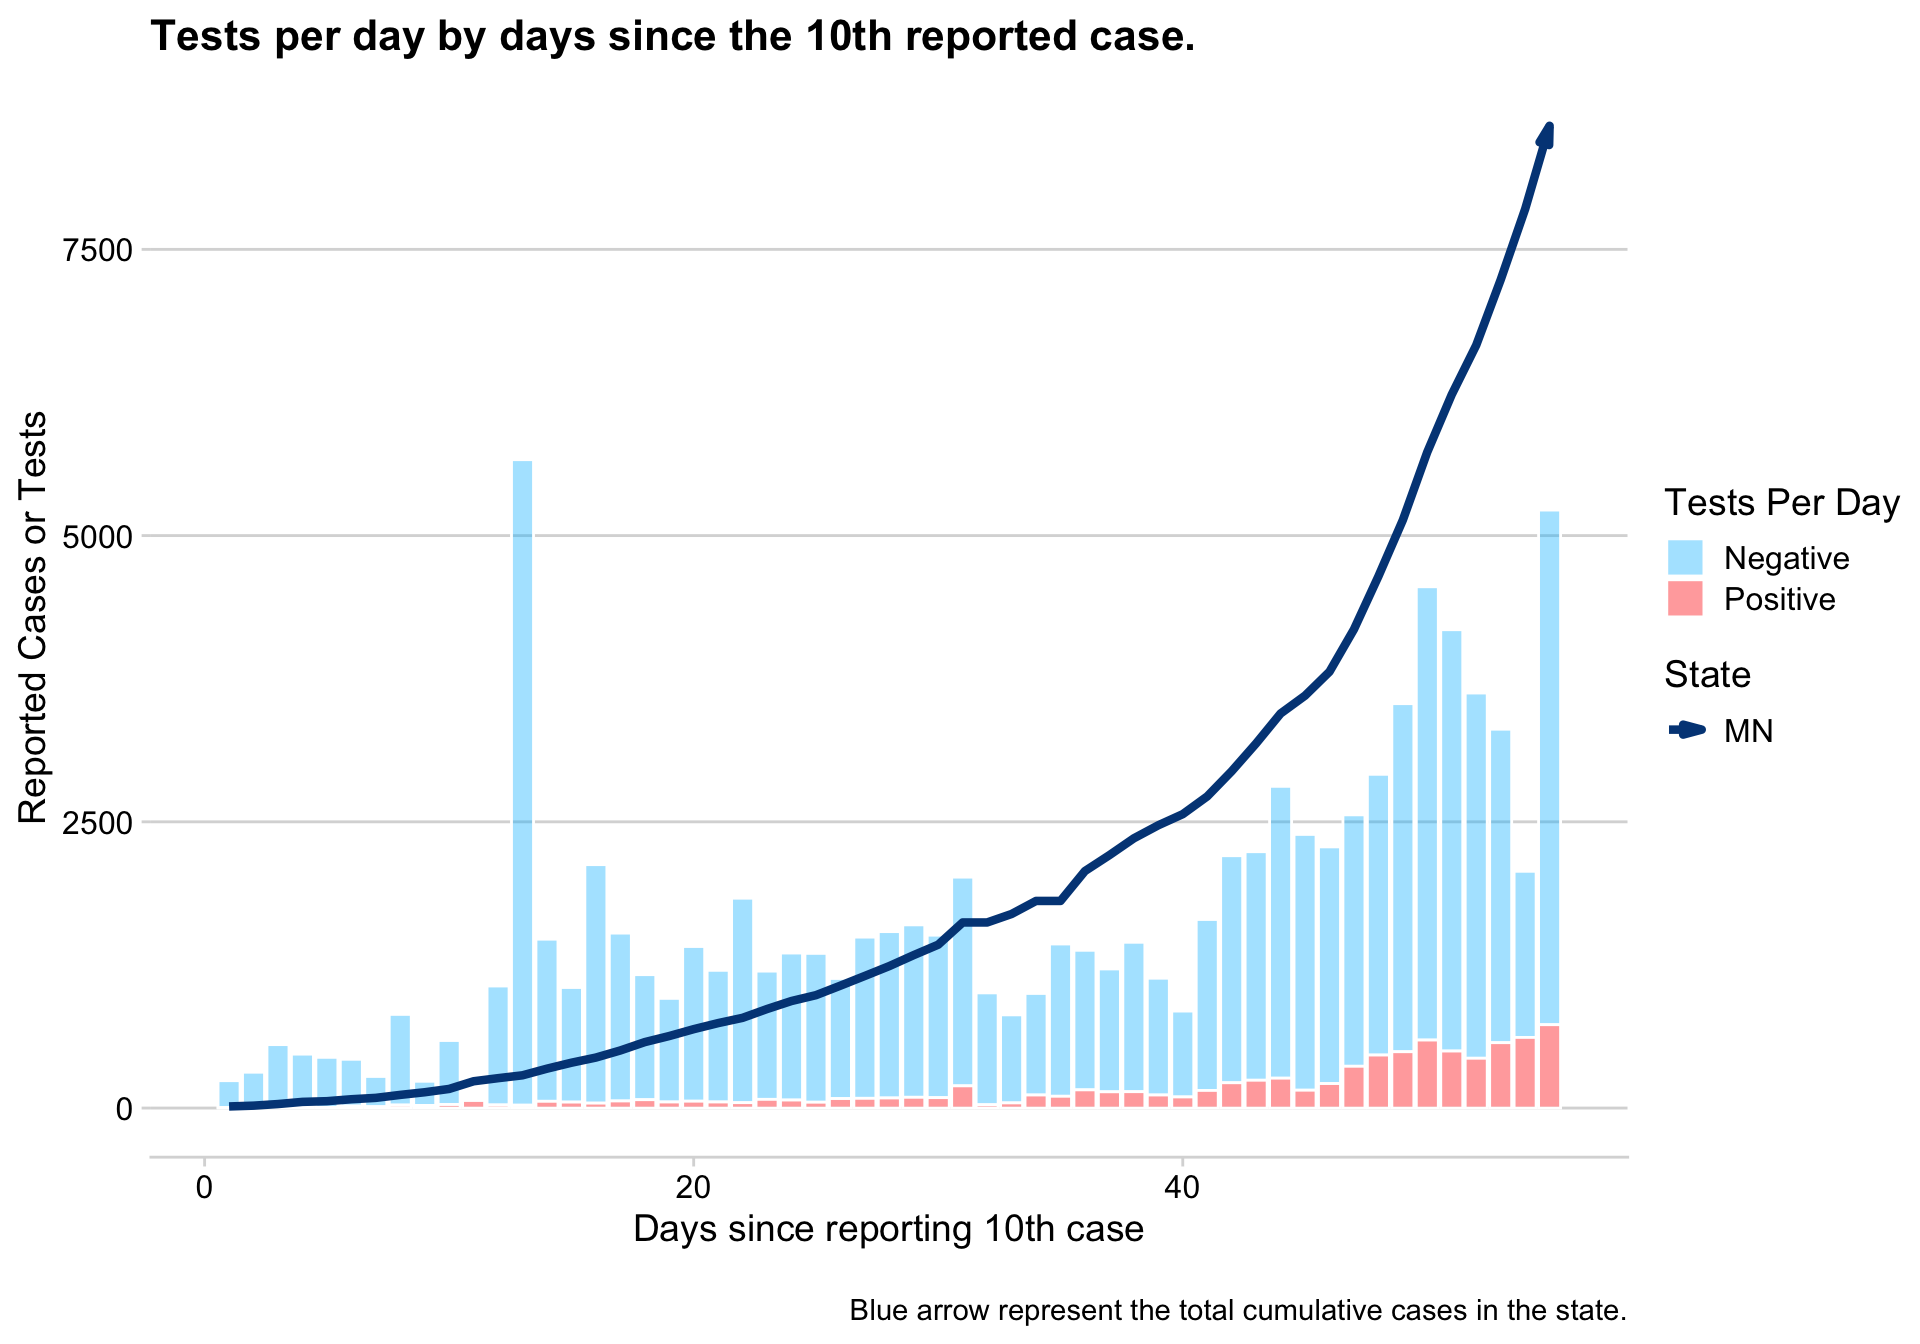 Tests per day by days since the 10th reported case.
Reported Cases or Tests
7500
5000
2500
0
0 20 40
Days since reporting 10th case
Tests Per Day
Negative
Positive
State
MN
Blue arrow represent the total cumulative cases in the state.